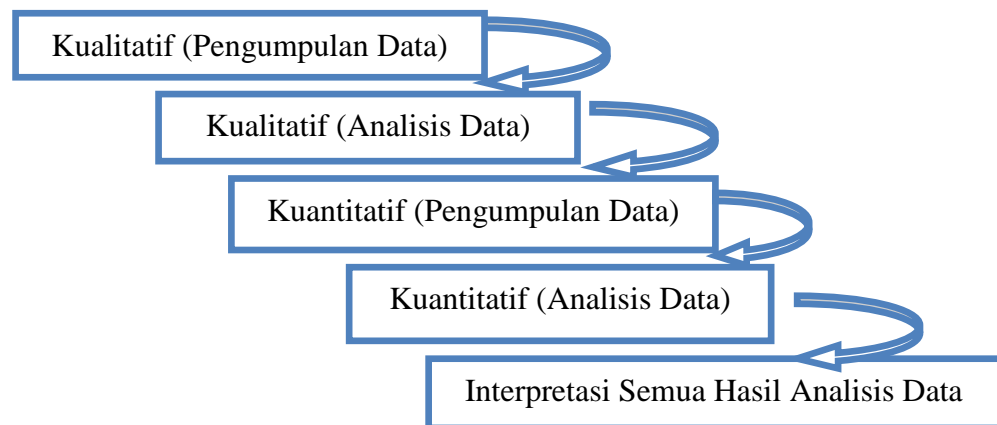 Kualitatif (Pengumpulan Data)
Kualitatif (Analisis Data)
Kuantitatif (Pengumpulan Data)
Kuantitatif (Analisis Data)
Interpretasi Semua Hasil Analisis Data